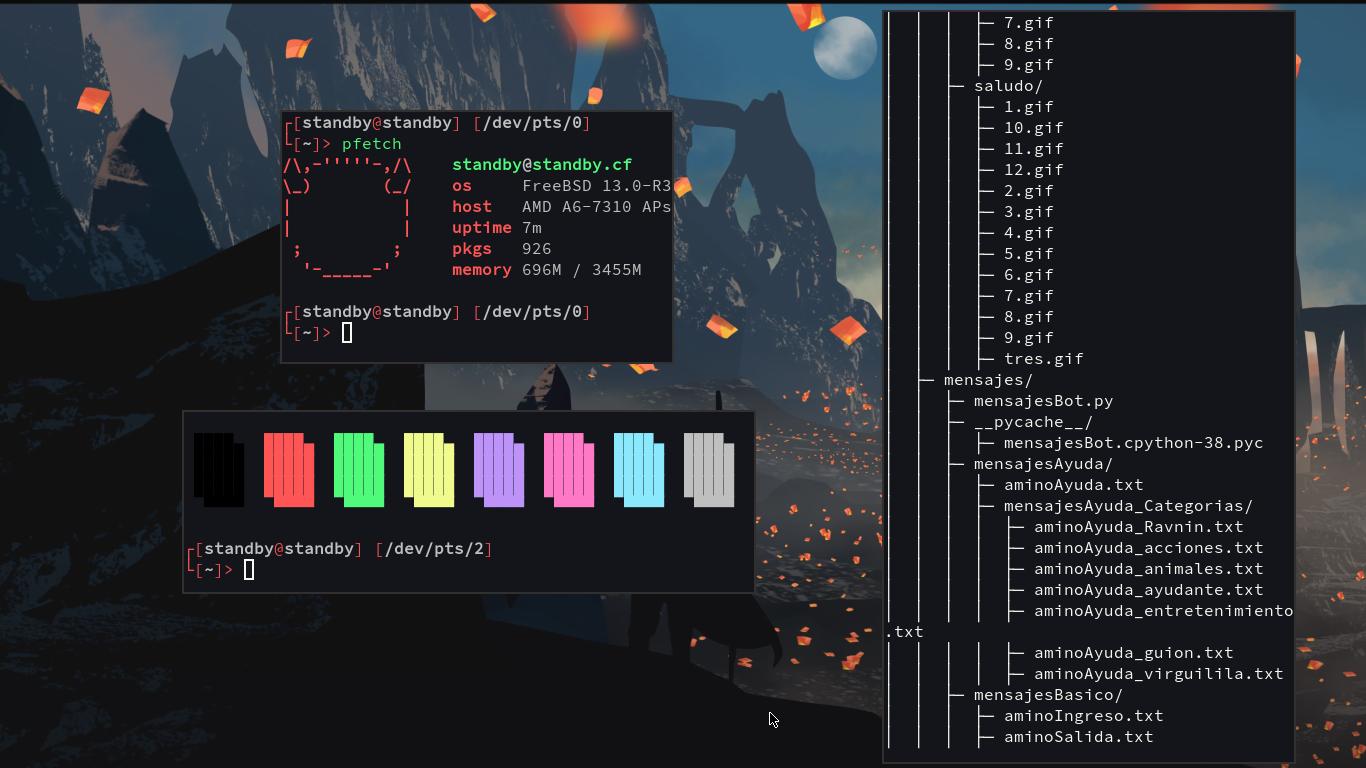 ┌[standby@standby] [/dev/pts/0]
└[~]> pfetch
/\,-'''''-,/\    standby@standby.cf
\_)       (_/    os     FreeBSD 13.0-R3
|           |    host   AMD A6-7310 APs
|           |    uptime 7m
 ;         ;     pkgs   926
  '-_____-'      memory 696M / 3455M
┌[standby@standby] [/dev/pts/0]
└[~]>
┌[standby@standby] [/dev/pts/2]
└[~]>
│  │  │  ├─ 7.gif
│  │  │  ├─ 8.gif
│  │  │  ├─ 9.gif
│  │  ├─ saludo/
│  │  │  ├─ 1.gif
│  │  │  ├─ 10.gif
│  │  │  ├─ 11.gif
│  │  │  ├─ 12.gif
│  │  │  ├─ 2.gif
│  │  │  ├─ 3.gif
│  │  │  ├─ 4.gif
│  │  │  ├─ 5.gif
│  │  │  ├─ 6.gif
│  │  │  ├─ 7.gif
│  │  │  ├─ 8.gif
│  │  │  ├─ 9.gif
│  │  │  ├─ tres.gif
│  ├─ mensajes/
│  │  ├─ mensajesBot.py
│  │  ├─ __pycache__/
│  │  │  ├─ mensajesBot.cpython-38.pyc
│  │  ├─ mensajesAyuda/
│  │  │  ├─ aminoAyuda.txt
│  │  │  ├─ mensajesAyuda_Categorias/
│  │  │  │  ├─ aminoAyuda_Ravnin.txt
│  │  │  │  ├─ aminoAyuda_acciones.txt
│  │  │  │  ├─ aminoAyuda_animales.txt
│  │  │  │  ├─ aminoAyuda_ayudante.txt
│  │  │  │  ├─ aminoAyuda_entretenimiento
.txt
│  │  │  │  ├─ aminoAyuda_guion.txt
│  │  │  │  ├─ aminoAyuda_virguilila.txt
│  │  ├─ mensajesBasico/
│  │  │  ├─ aminoIngreso.txt
│  │  │  ├─ aminoSalida.txt